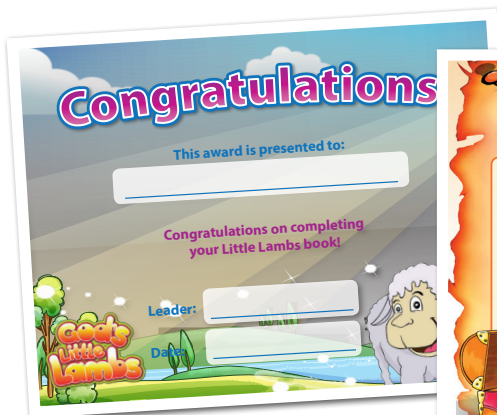 Congratulations
This award is presented to:
Congratulations on completing
your Little Lambs book!
Leader:
Date:
God's
Little
Lambs